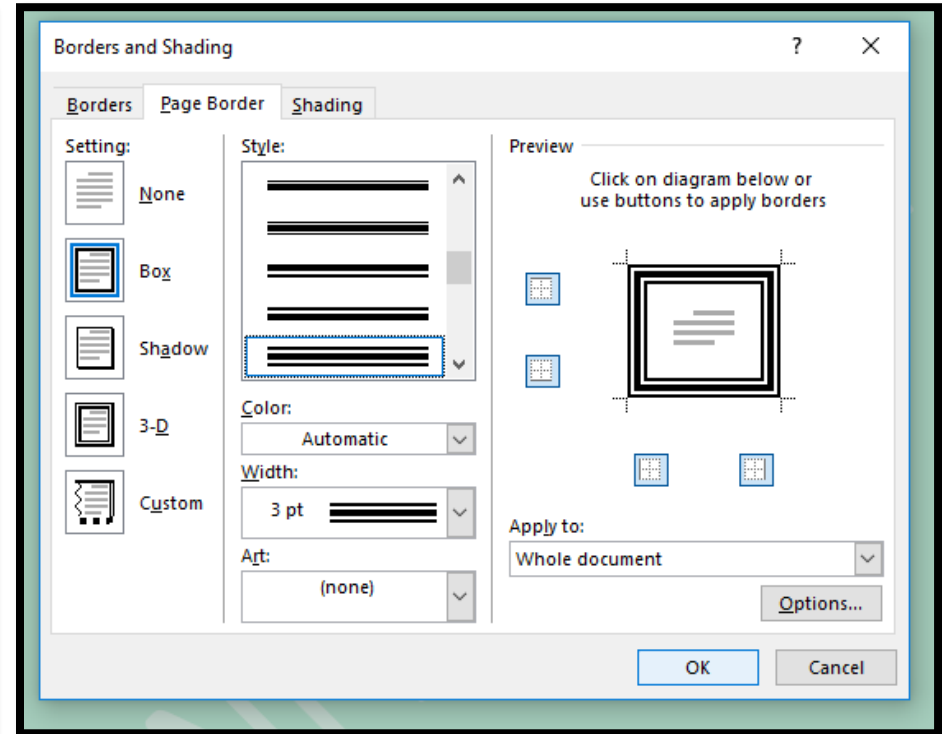 Borders and Shading
?
Borders
Page Border
Shading
Setting:
None
Box
Shadow
3-D
Custom
Style:
Color:
Automatic
Width:
3 pt
Art:
(none)
Preview
Click on diagram below or
use buttons to apply borders
Apply to:
Whole document
Options...
OK
Cancel